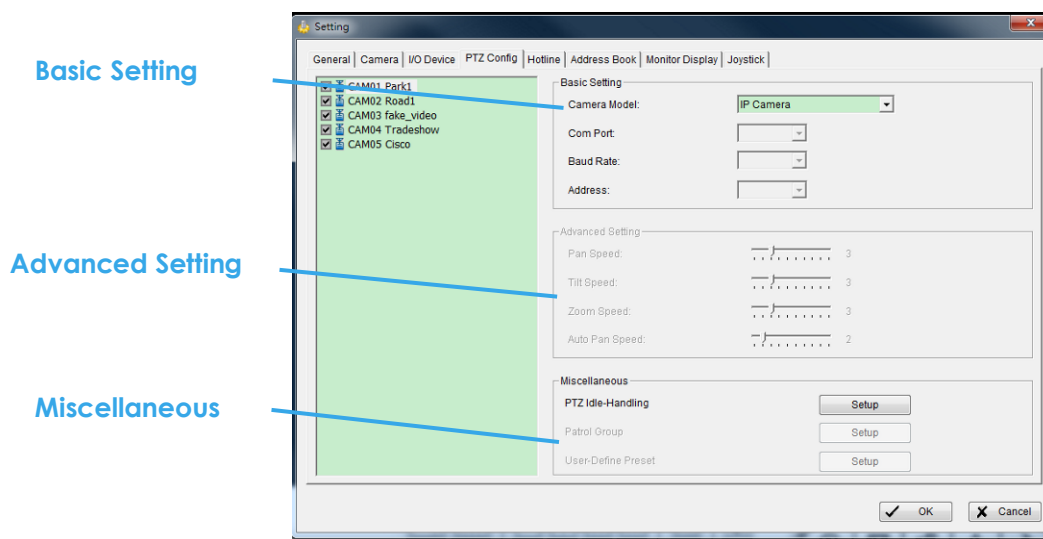 Setting
General Camera I/O Device PTZ Config Hotline Address Book Monitor Display Joystick
Basic Setting
CAM01 Park1
CAM02 Road1
CAM03 fake_video
CAM04 Tradeshow
CAM05 Cisco
Basic Setting
Camera Model: IP Camera
Com Port:
Baud Rate:
Address:
Advanced Setting
Advanced Setting
Pan Speed: 3
Tilt Speed: 3
Zoom Speed: 3
Auto Pan Speed: 2
Miscellaneous
Miscellaneous
PTZ Idle-Handling Setup
Patrol Group Setup
User-Define Preset Setup
OK Cancel